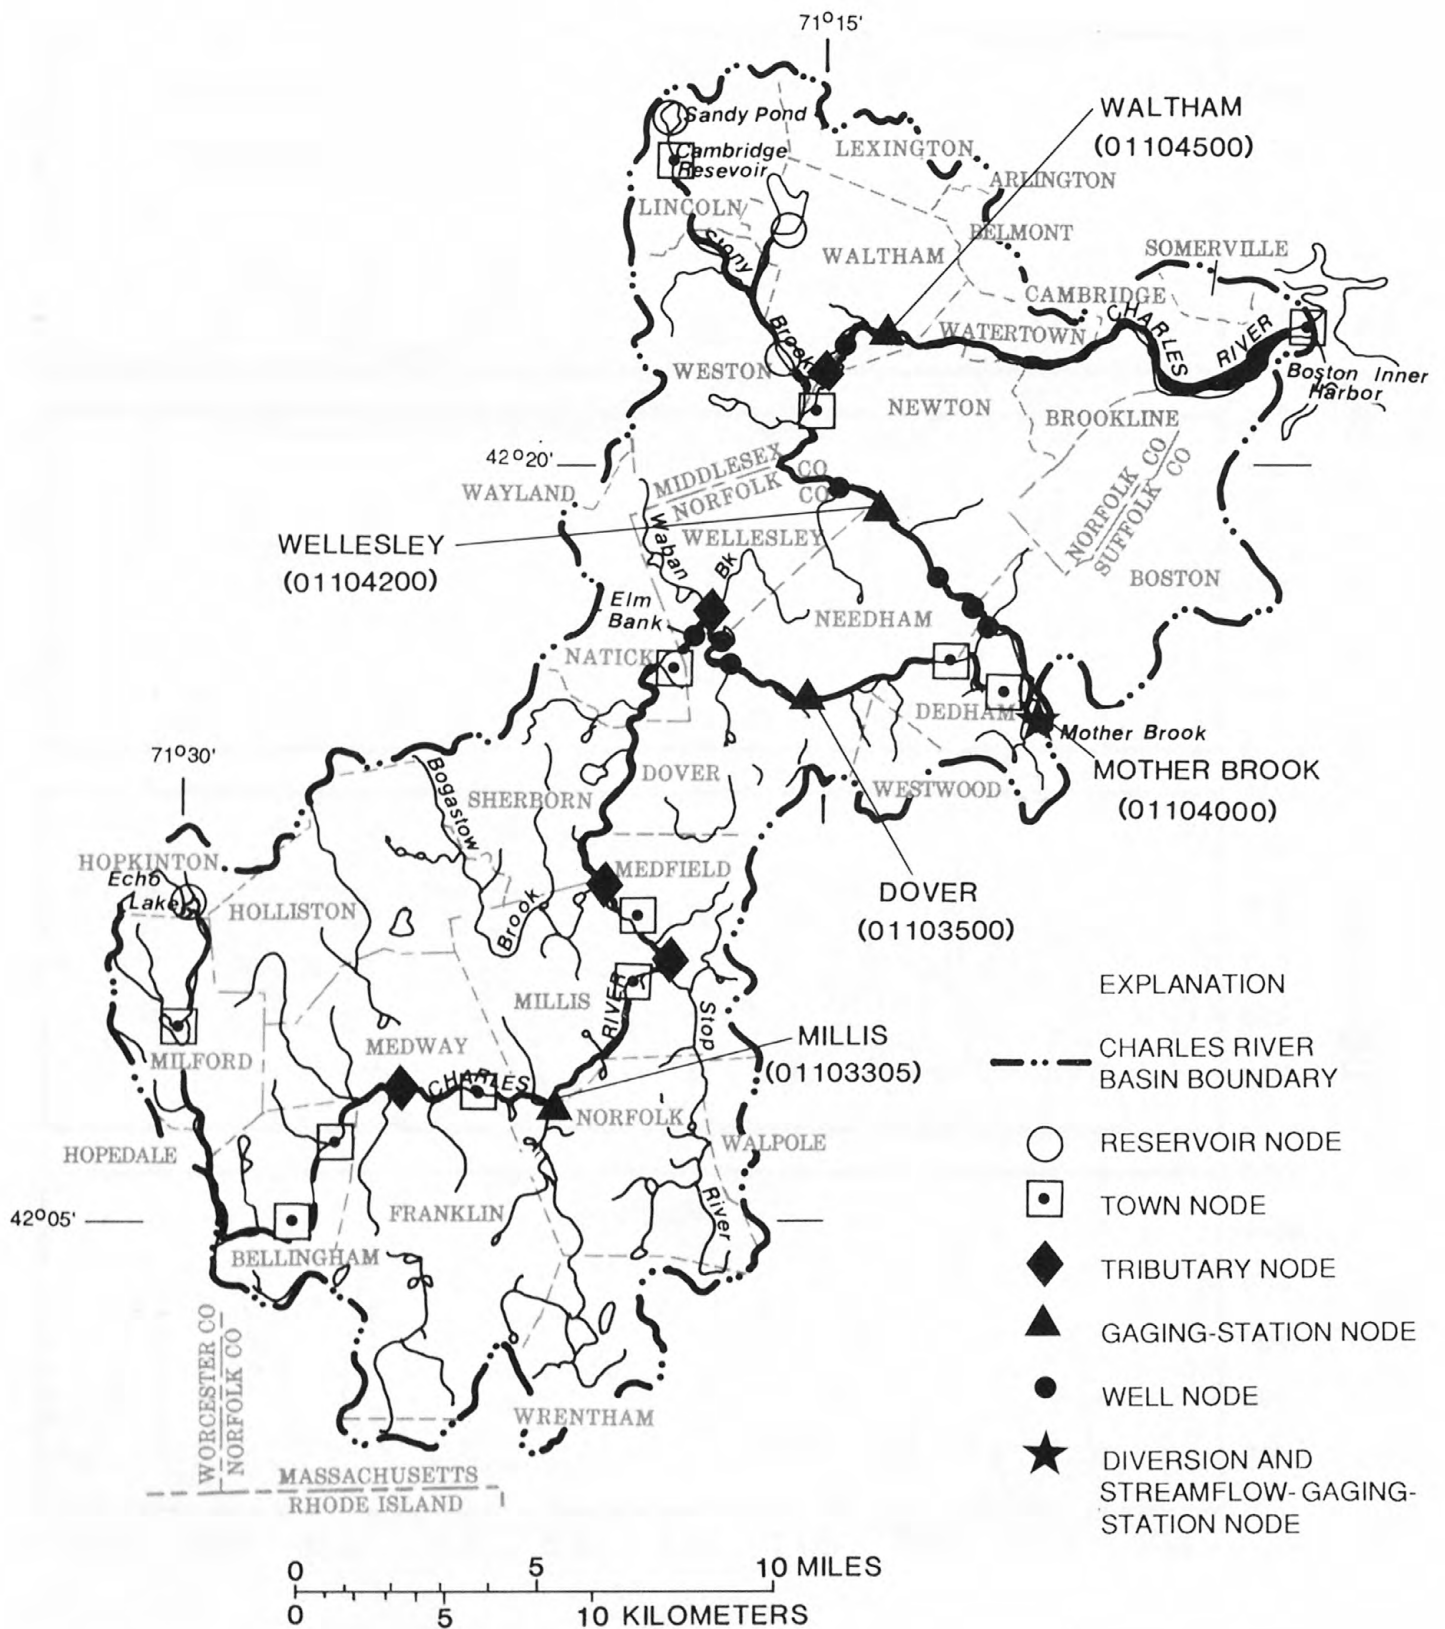 71°15'
WALTHAM
(01104500)
Sandy Pond
Cambridge
Resevoir
LEXINGTON
ARLINGTON
LINCOLN
BELMONT
SOMERVILLE
WALTHAM
Stony
Brook
CAMBRIDGE
WATERTOWN
CHARLES
RIVER
WESTON
Boston Inner
Harbor
NEWTON
BROOKLINE
42°20'
MIDDLESEX CO
NORFOLK CO
NORFOLK CO
SUFFOLK CO
WAYLAND
WELLESLEY
(01104200)
WELLESLEY
Waban
Bk
BOSTON
Elm
Bank
NEEDHAM
NATICK
DEDHAM
Mother Brook
71°30'
MOTHER BROOK
(01104000)
DOVER
WESTWOOD
SHERBORN
Bogastow
Brook
HOPKINTON
Echo
Lake
MEDFIELD
DOVER
(01103500)
HOLLISTON
EXPLANATION
MILLIS
RIVER
Stop
MILLIS
(01103305)
CHARLES RIVER
BASIN BOUNDARY
MILFORD
MEDWAY
CHARLES
NORFOLK
WALPOLE
RESERVOIR NODE
HOPEDALE
River
TOWN NODE
42°05'
FRANKLIN
BELLINGHAM
TRIBUTARY NODE
GAGING-STATION NODE
WORCESTER CO
NORFOLK CO
WELL NODE
WRENTHAM
DIVERSION AND
STREAMFLOW-GAGING-
STATION NODE
MASSACHUSETTS
RHODE ISLAND
0 5 10 MILES
0 5 10 KILOMETERS